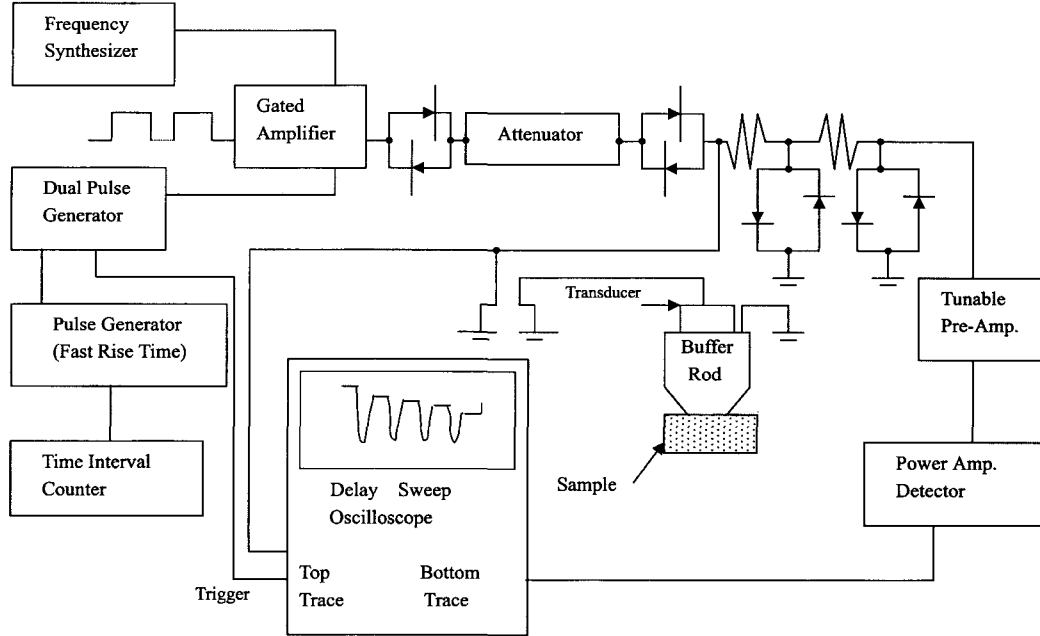 Frequency
Synthesizer
Gated
Amplifier
Attenuator
Dual Pulse
Generator
Transducer
Tunable
Pre-Amp.
Pulse Generator
(Fast Rise Time)
Buffer
Rod
Time Interval
Counter
Sample
Power Amp.
Detector
Delay Sweep
Oscilloscope
Trigger
Top
Trace
Bottom
Trace